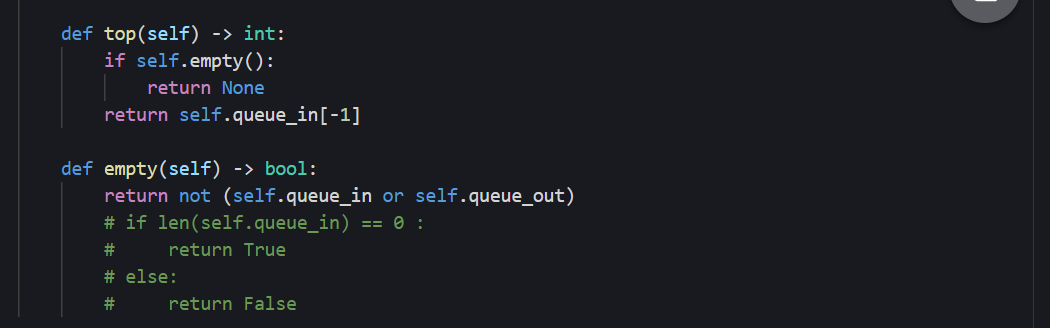 def top(self) -> int:
    if self.empty():
        return None
    return self.queue_in[-1]

def empty(self) -> bool:
    return not (self.queue_in or self.queue_out)
    # if len(self.queue_in) == 0 :
    #     return True
    # else:
    #     return False